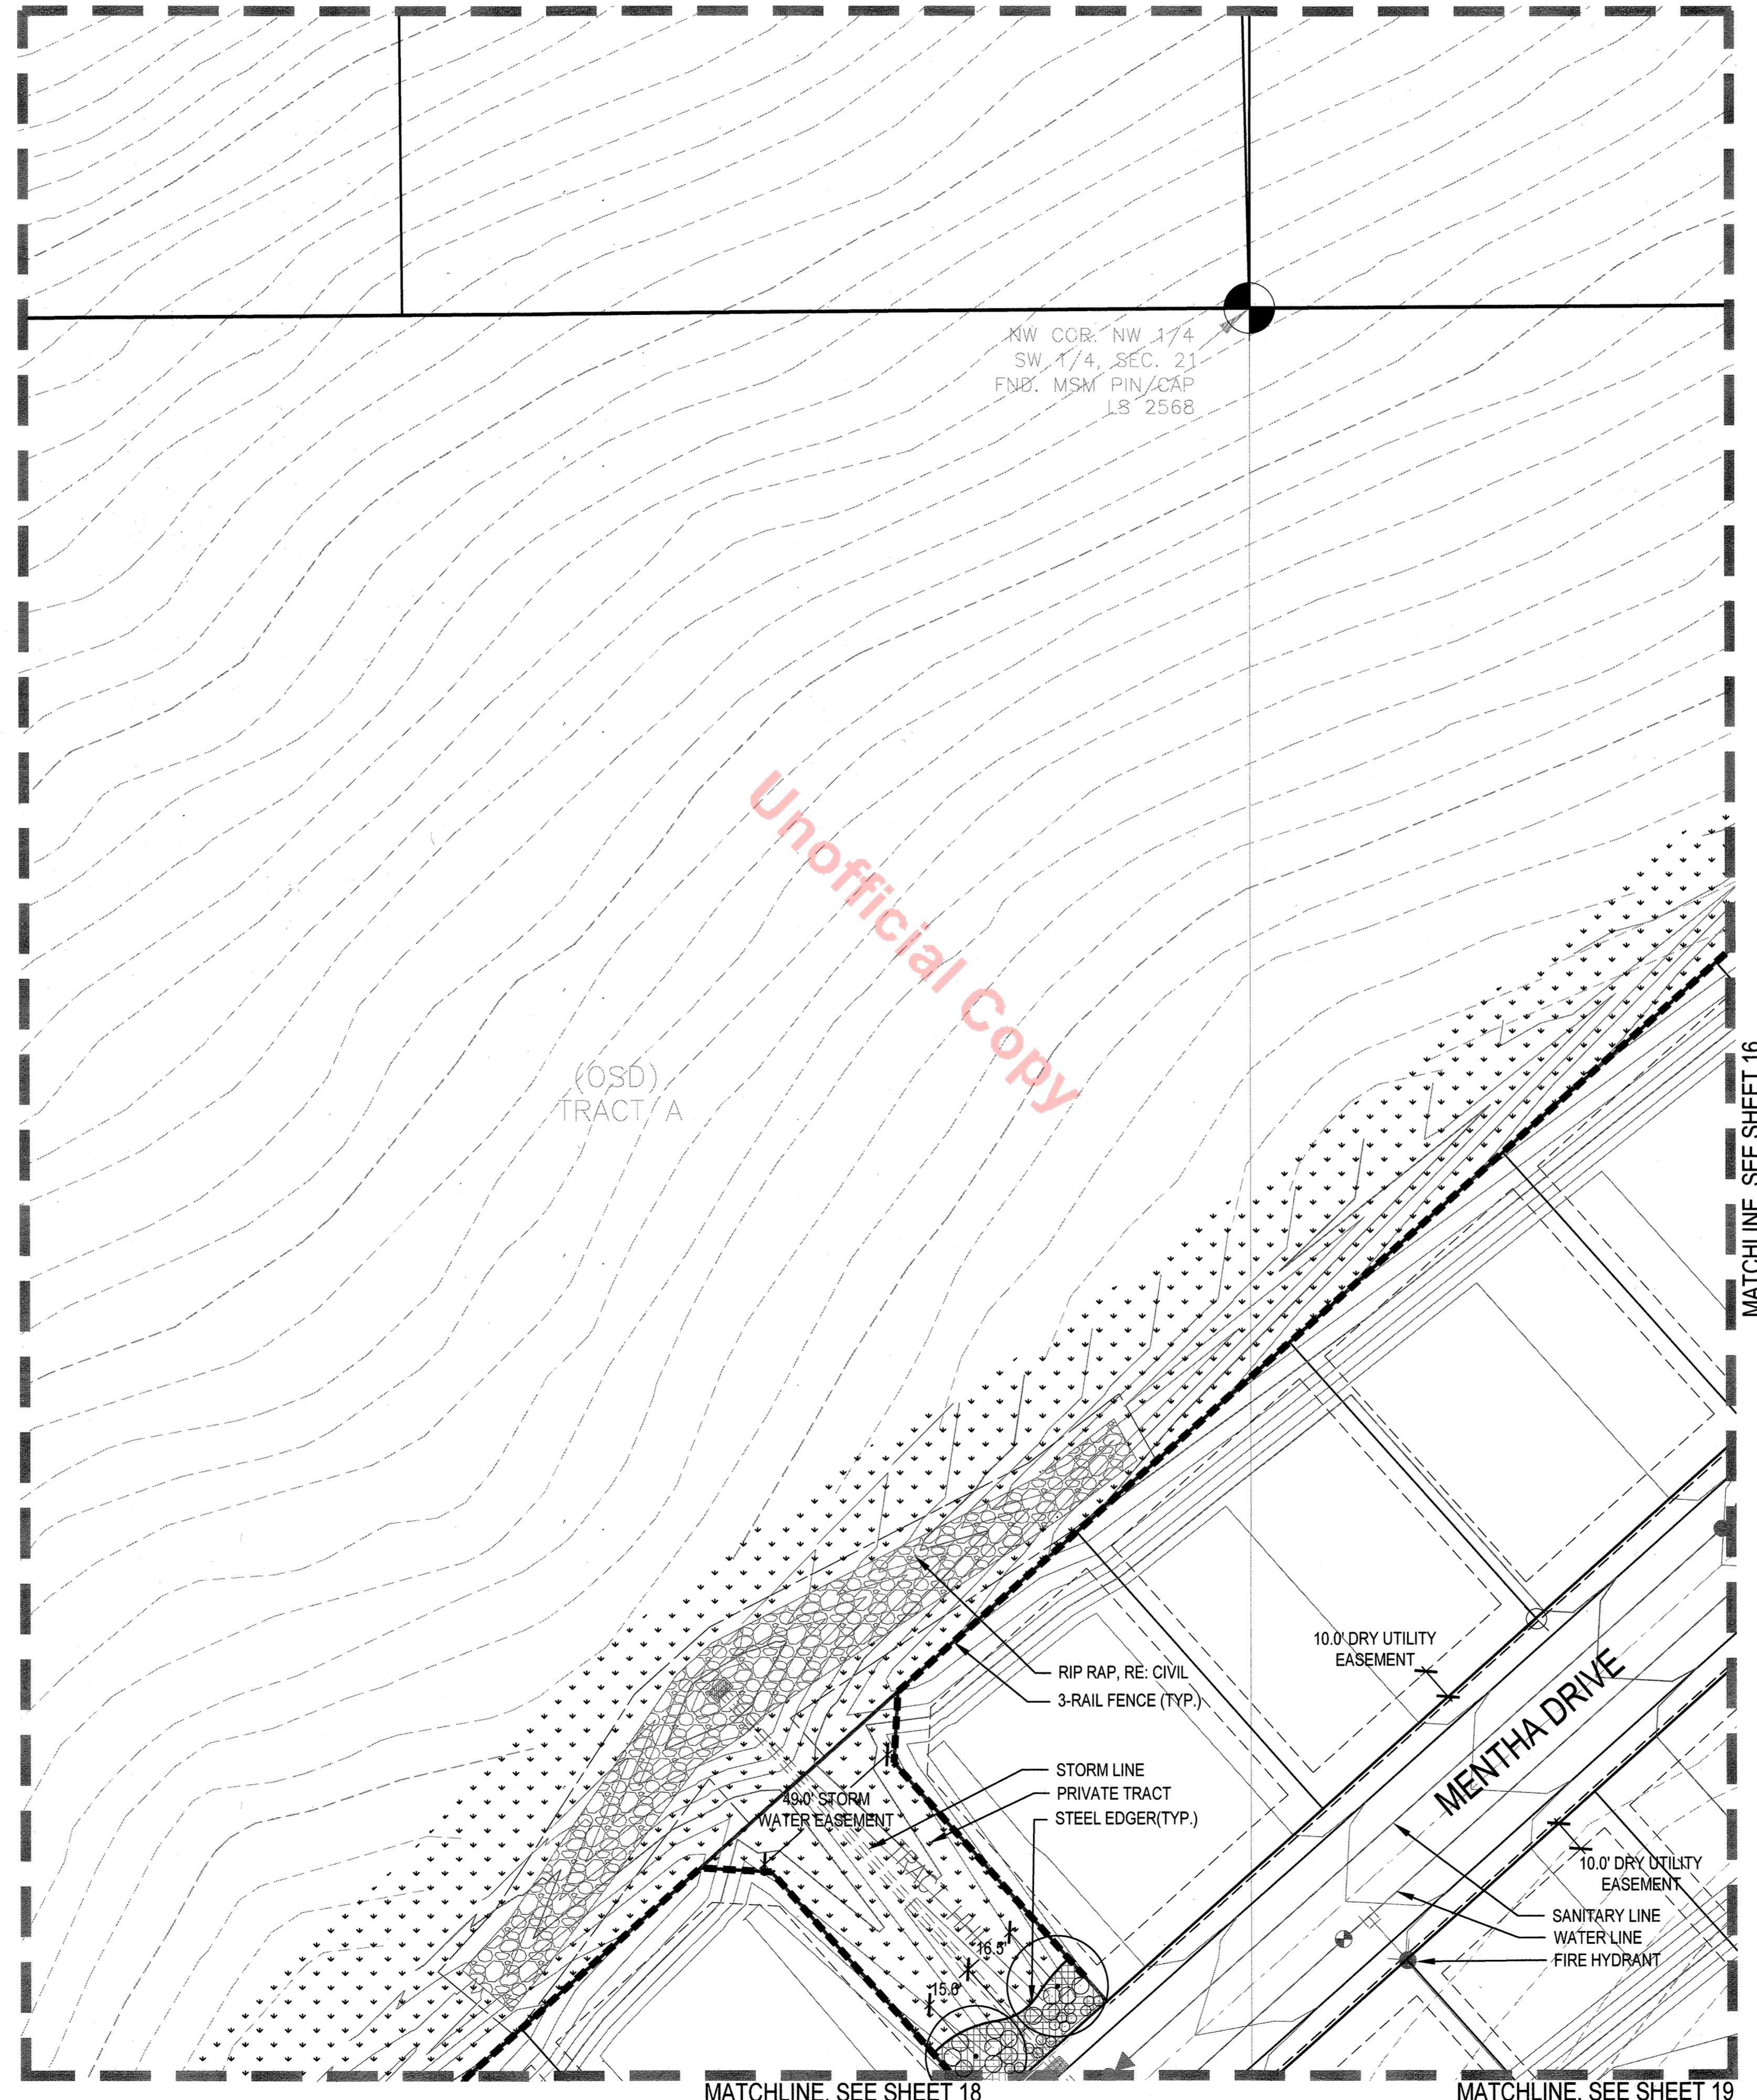 NW COR. NW 1/4
SW 1/4, SEC. 21
FND. MSM PIN/CAP
LS 2568
Unofficial Copy
(OSD)
TRACT A
MATCHLINE, SEE SHEET 16
10.0' DRY UTILITY
EASEMENT
MENTHA DRIVE
RIP RAP, RE: CIVIL
3-RAIL FENCE (TYP.)
STORM LINE
PRIVATE TRACT
STEEL EDGER(TYP.)
49.0' STORM
WATER EASEMENT
10.0' DRY UTILITY
EASEMENT
SANITARY LINE
WATER LINE
FIRE HYDRANT
TRACT
16.5'
MATCHLINE, SEE SHEET 18
MATCHLINE, SEE SHEET 19